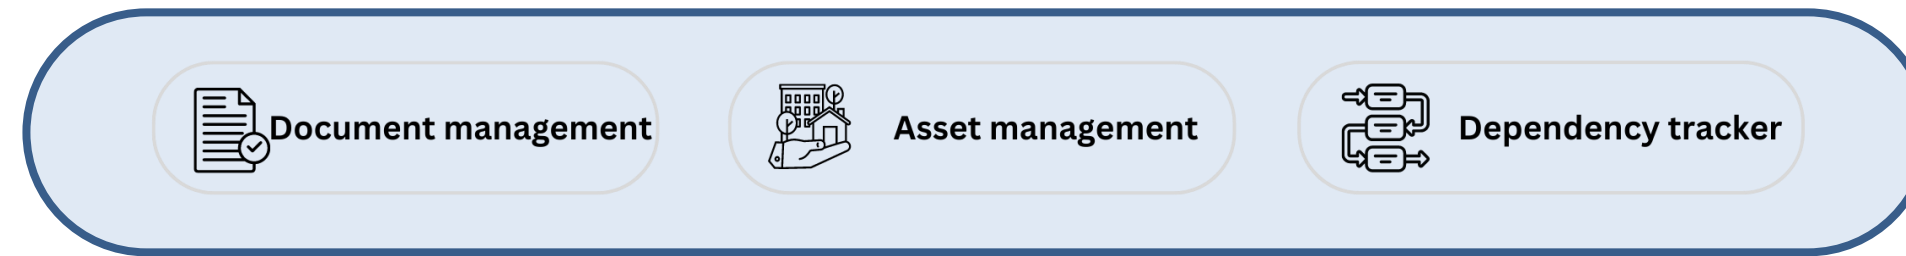 Document management
Asset management
Dependency tracker